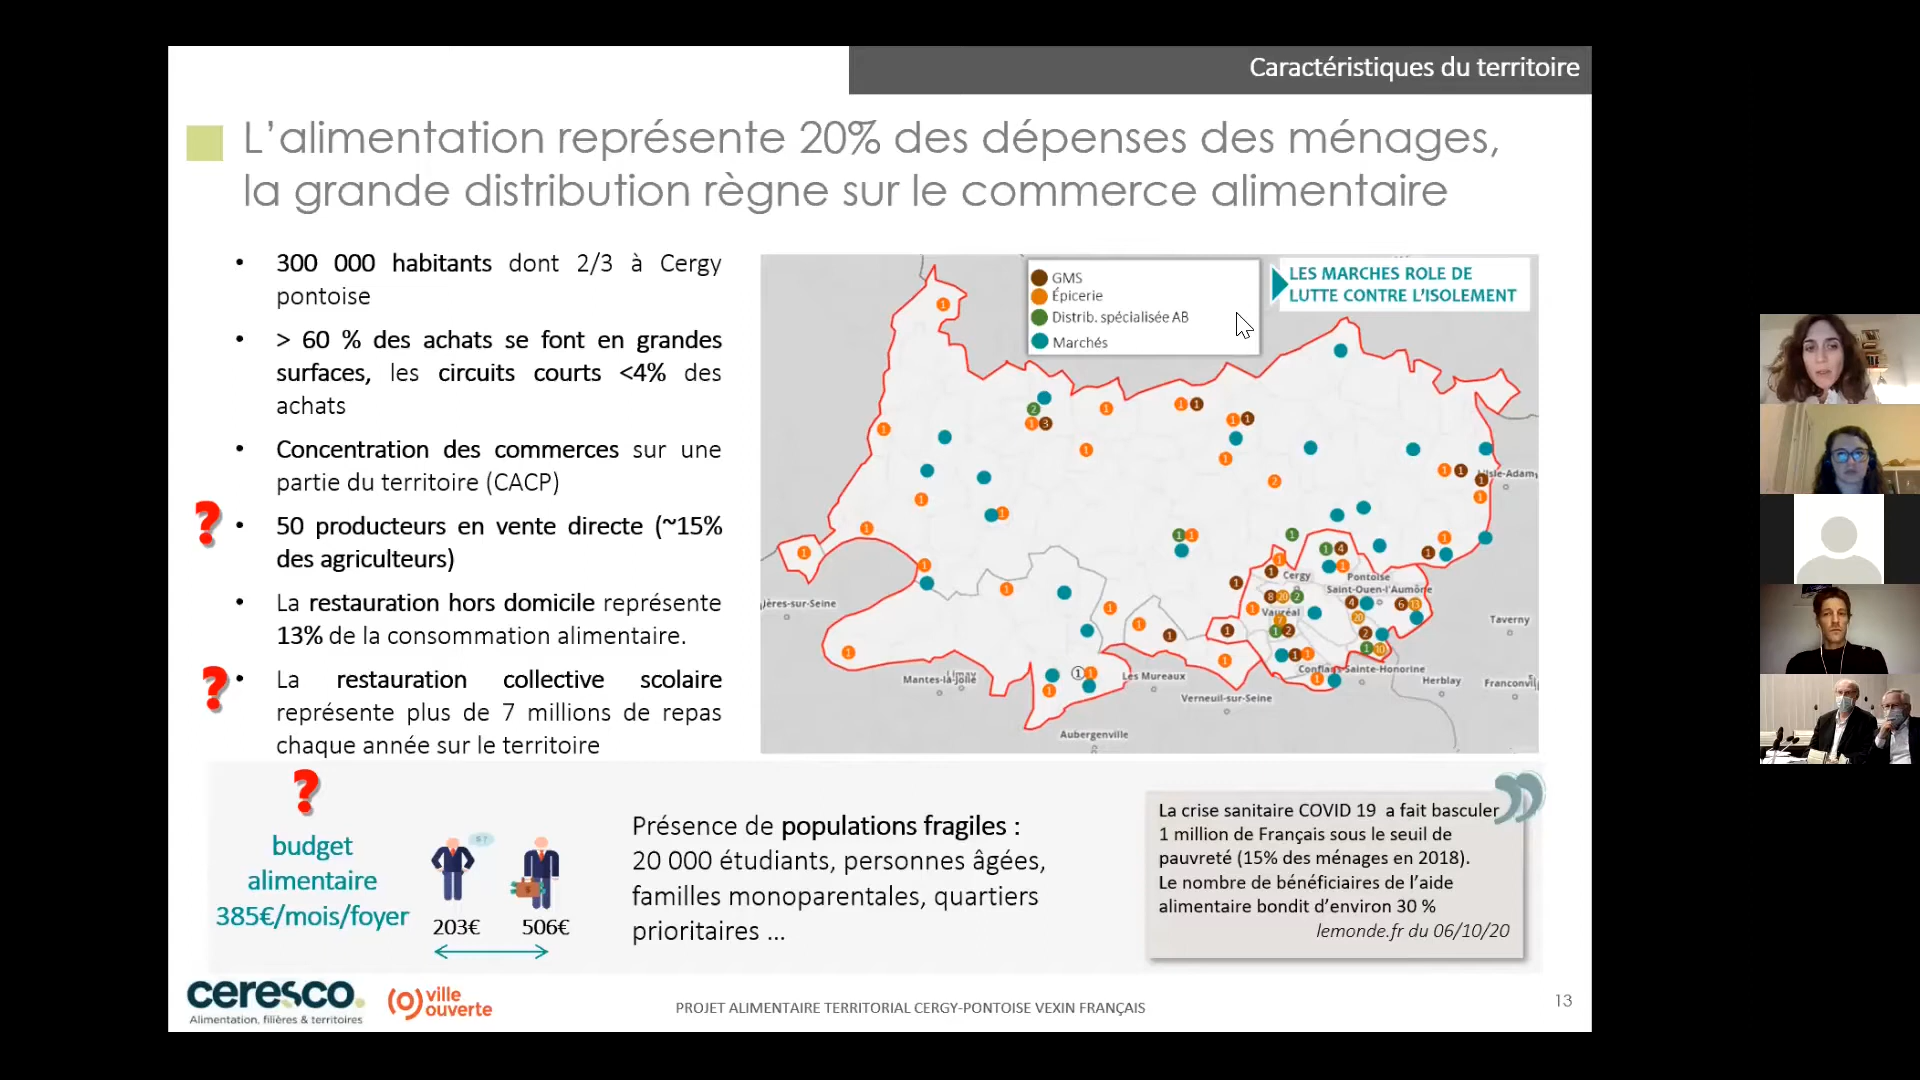 Caractéristiques du territoire
L'alimentation représente 20% des dépenses des ménages,
la grande distribution règne sur le commerce alimentaire
• 300 000 habitants dont 2/3 à Cergy
pontoise
• > 60 % des achats se font en grandes
surfaces, les circuits courts <4% des
achats
• Concentration des commerces sur une
partie du territoire (CACP)
? • 50 producteurs en vente directe (~15%
des agriculteurs)
• La restauration hors domicile représente
13% de la consommation alimentaire.
? • La restauration collective scolaire
représente plus de 7 millions de repas
chaque année sur le territoire
GMS
Épicerie
Distrib. spécialisée AB
Marchés
LES MARCHES ROLE DE
LUTTE CONTRE L'ISOLEMENT
L'Isle-Adam
Cergy
Pontoise
Saint-Ouen-l'Aumône
Vauréal
Taverny
Conflans-Sainte-Honorine
Herblay
Mantes-la-Jolie
Limay
Les Mureaux
Verneuil-sur-Seine
Aubergenville
ières-sur-Seine
Franconvil
?
budget
alimentaire
385€/mois/foyer
203€
506€
Présence de populations fragiles :
20 000 étudiants, personnes âgées,
familles monoparentales, quartiers
prioritaires ...
La crise sanitaire COVID 19 a fait basculer
1 million de Français sous le seuil de
pauvreté (15% des ménages en 2018).
Le nombre de bénéficiaires de l'aide
alimentaire bondit d'environ 30 %
lemonde.fr du 06/10/20
ceresco.
Alimentation, filières & territoires
ville
ouverte
PROJET ALIMENTAIRE TERRITORIAL CERGY-PONTOISE VEXIN FRANÇAIS
13